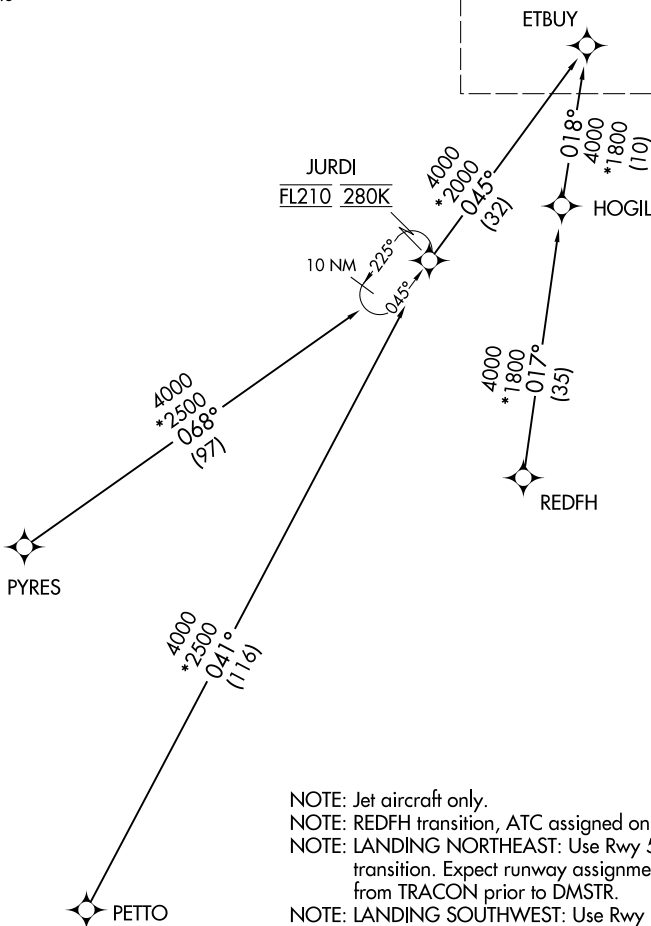 ETBUY
018°
4000
*1800
(10)
JURDI
FL210 280K
4000
*2000
045°
(32)
HOGIL
10 NM
225°
045°
4000
*2500
068°
(97)
4000
*1800
017°
(35)
REDFH
PYRES
4000
*2500
041°
(116)
NOTE: Jet aircraft only.
NOTE: REDFH transition, ATC assigned on
NOTE: LANDING NORTHEAST: Use Rwy 5
transition. Expect runway assignme
from TRACON prior to DMSTR.
PETTO
NOTE: LANDING SOUTHWEST: Use Rwy